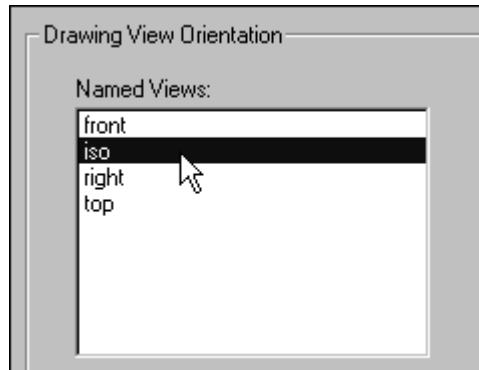 Drawing View Orientation
Named Views:
front
iso
right
top